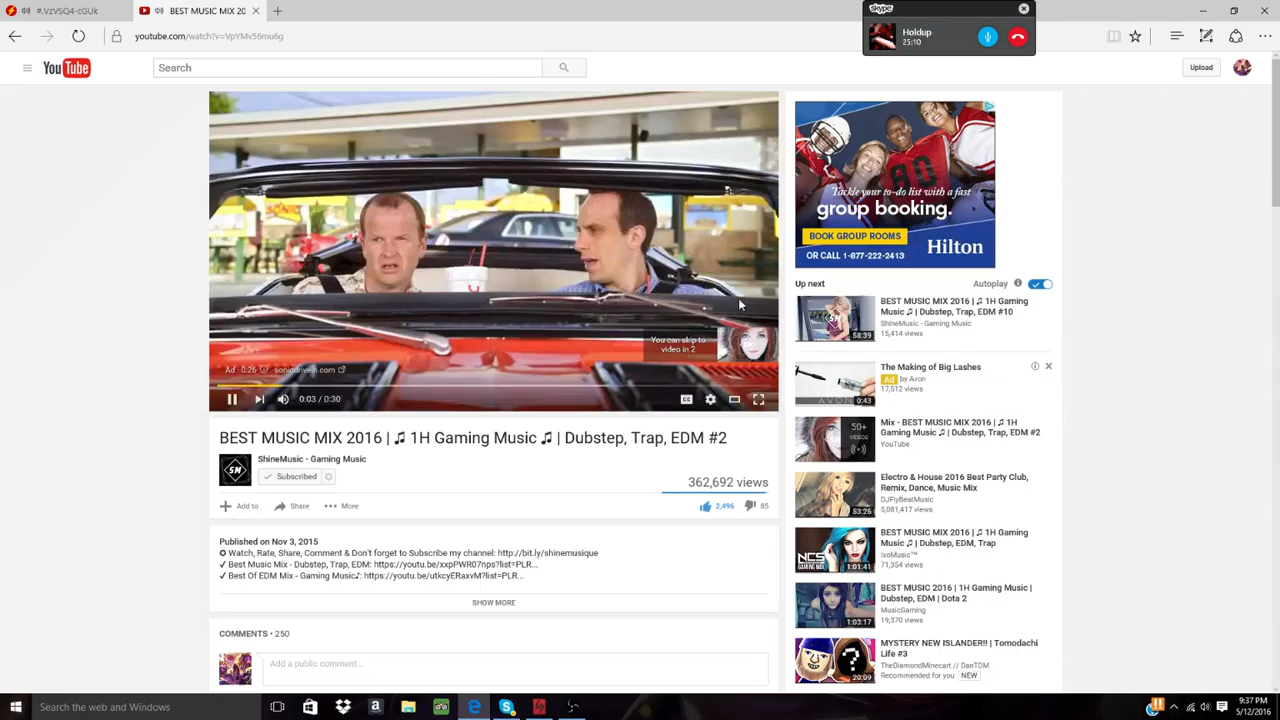 #.VzVSQ4-cGUk
BEST MUSIC MIX 20
skype
Holdup
25:10
youtube.com/watch?v=VpYMv56mu6g
YouTube
Search
Upload
Tackle your to-do list with a fast
group booking.
BOOK GROUP ROOMS
OR CALL 1-877-222-2413
Hilton
You can skip to
video in 2
Ad · 0:26
sonicdrivein.com
0:03 / 0:30
CC
BEST MUSIC MIX 2016 | ♫ 1H Gaming Music ♫ | Dubstep, Trap, EDM #2
SM
ShineMusic - Gaming Music
Subscribed
362,692 views
Add to
Share
More
2,496
85
Published on Nov 3, 2015
✪ Watch, Rate, Share, Comment & Don't forget to Subscribe my channel: http://bit.ly/shinemusique
✓ Best Music Mix - Dubstep, Trap, EDM: https://youtu.be/xxpPWR07nps?list=PLR...
✓ Best Of EDM Mix - Gaming Music♪: https://youtu.be/utkcyERaxvM?list=PLR...
SHOW MORE
COMMENTS • 250
Add a public comment...
Up next
Autoplay
BEST MUSIC MIX 2016 | ♫ 1H Gaming
Music ♫ | Dubstep, Trap, EDM #10
ShineMusic - Gaming Music
15,414 views
58:39
The Making of Big Lashes
Ad by Avon
17,512 views
AVON
0:43
Mix - BEST MUSIC MIX 2016 | ♫ 1H
Gaming Music ♫ | Dubstep, Trap, EDM #2
YouTube
50+
VIDEOS
Electro & House 2016 Best Party Club,
Remix, Dance, Music Mix
DJFlyBeatMusic
5,081,417 views
53:26
BEST MUSIC MIX 2016 | ♫ 1H Gaming
Music ♫ | Dubstep, EDM, Trap
IxoMusic™
71,354 views
NCS
1:01:41
BEST MUSIC 2016 | 1H Gaming Music |
Dubstep, EDM | Dota 2
MusicGaming
19,370 views
1:03:17
MYSTERY NEW ISLANDER!! | Tomodachi
Life #3
TheDiamondMinecart // DanTDM
Recommended for you NEW
20:09
Search the web and Windows
9:37 PM
5/12/2016